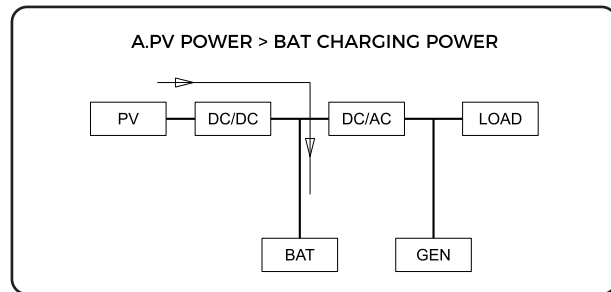 A.PV POWER > BAT CHARGING POWER
PV DC/DC DC/AC LOAD
BAT GEN